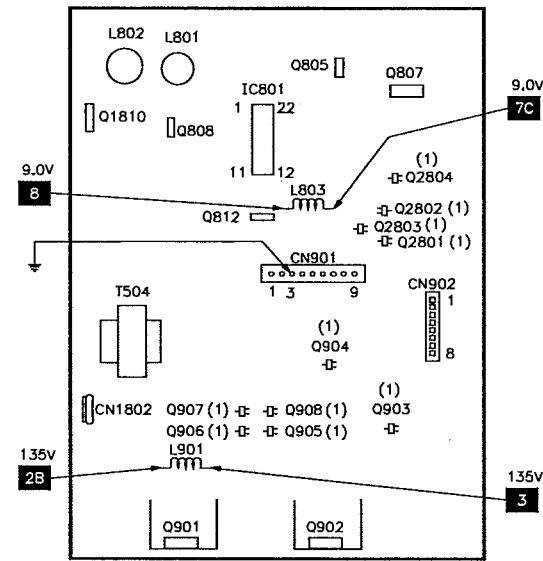 L802
L801
Q805
Q807
9.0V
7C
IC801
1 22
Q1810
Q808
11 12
(1)
Q2804
9.0V
8
L803
Q812
Q2802 (1)
Q2803 (1)
Q2801 (1)
CN901
1 3 9
CN902
1
8
T504
(1)
Q904
(1)
Q903
CN1802
Q907 (1)
Q908 (1)
Q906 (1)
Q905 (1)
135V
2B
L901
135V
3
Q901
Q902